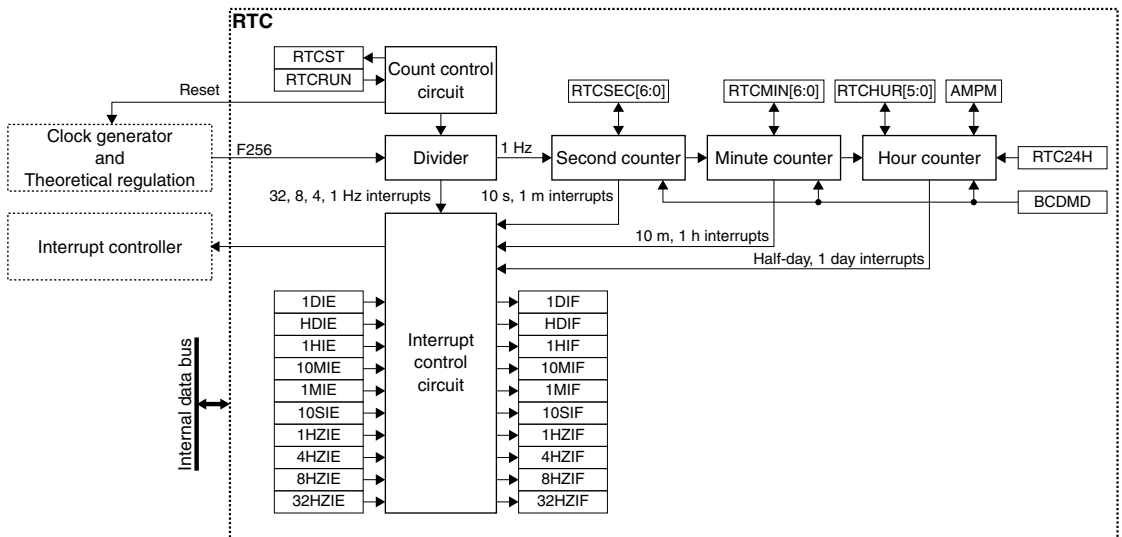 RTC
RTCST
RTCRUN
Count control
circuit
Reset
RTCSEC[6:0]
RTCMIN[6:0]
RTCHUR[5:0]
AMPM
Clock generator
and
Theoretical regulation
F256
Divider
1 Hz
Second counter
Minute counter
Hour counter
RTC24H
32, 8, 4, 1 Hz interrupts
10 s, 1 m interrupts
BCDMD
Interrupt controller
10 m, 1 h interrupts
Half-day, 1 day interrupts
Interrupt
control
circuit
1DIE
HDIE
1HIE
10MIE
1MIE
10SIE
1HZIE
4HZIE
8HZIE
32HZIE
1DIF
HDIF
1HIF
10MIF
1MIF
10SIF
1HZIF
4HZIF
8HZIF
32HZIF
Internal data bus